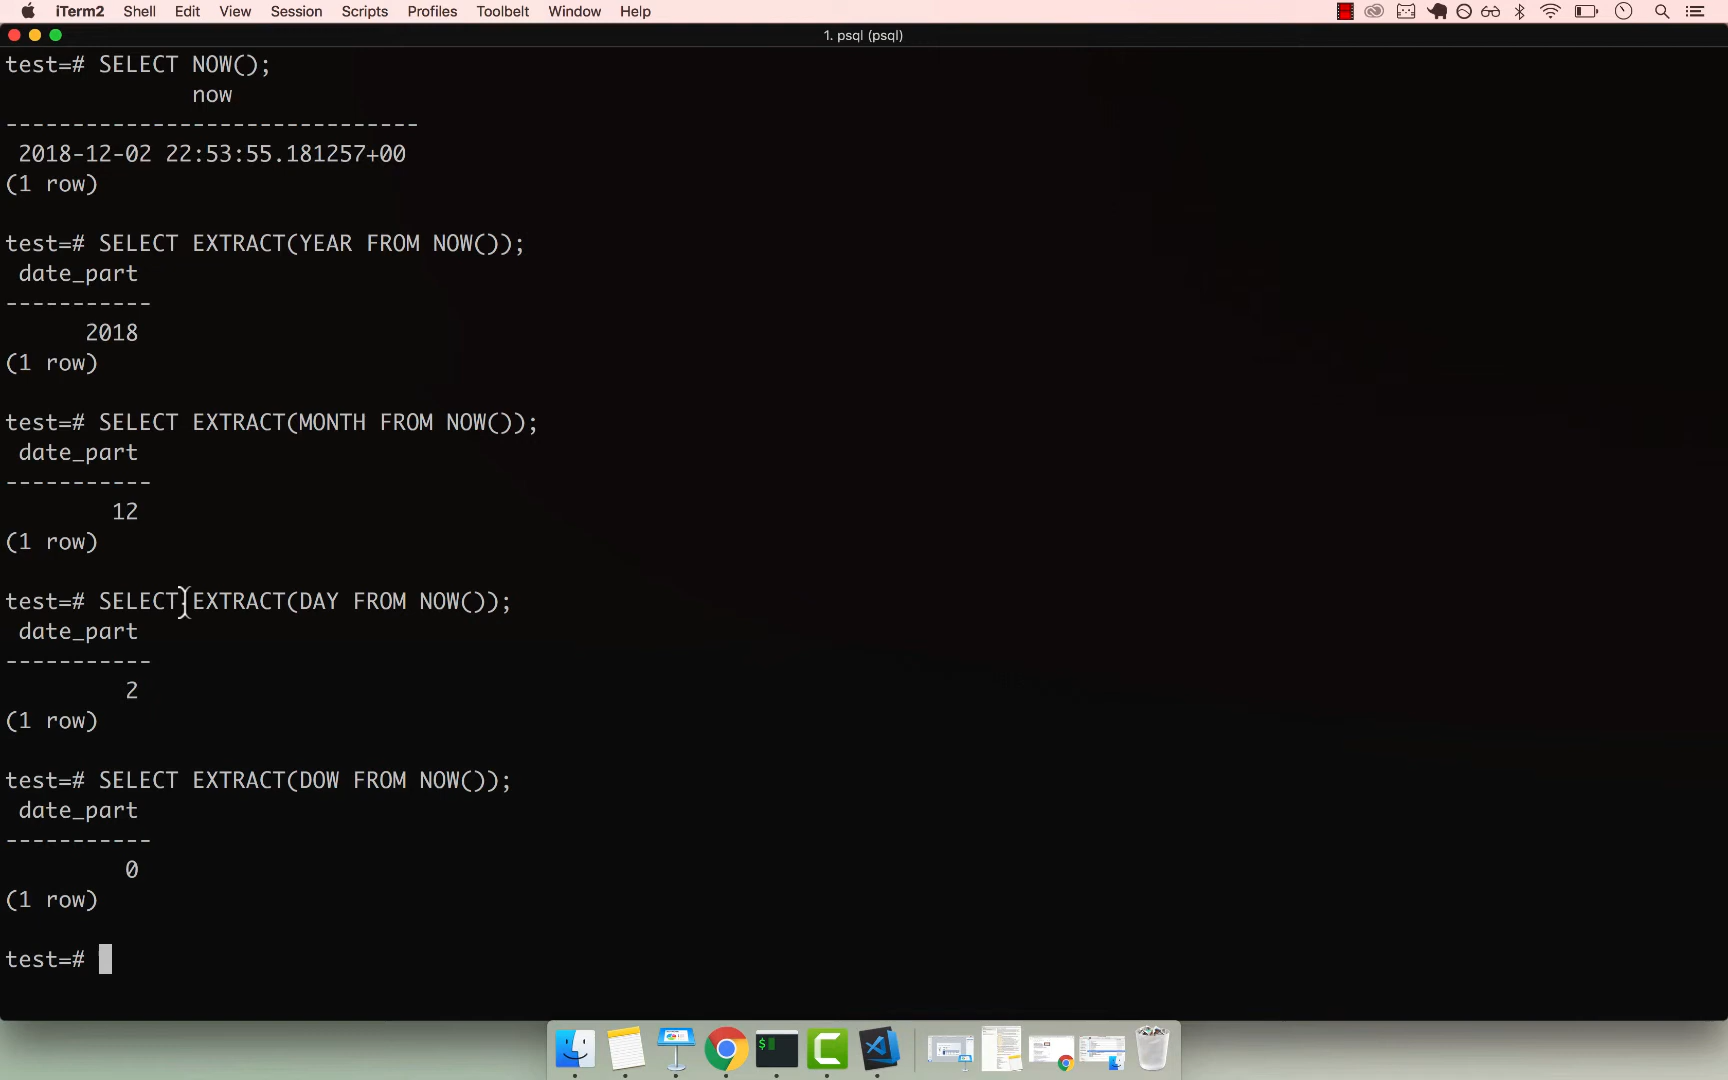 iTerm2 Shell Edit View Session Scripts Profiles Toolbelt Window Help
1. psql (psql)
test=# SELECT NOW();
now
-------------------------------
2018-12-02 22:53:55.181257+00
(1 row)
test=# SELECT EXTRACT(YEAR FROM NOW());
date_part
-----------
2018
(1 row)
test=# SELECT EXTRACT(MONTH FROM NOW());
date_part
-----------
12
(1 row)
test=# SELECT EXTRACT(DAY FROM NOW());
date_part
-----------
2
(1 row)
test=# SELECT EXTRACT(DOW FROM NOW());
date_part
-----------
0
(1 row)
test=#